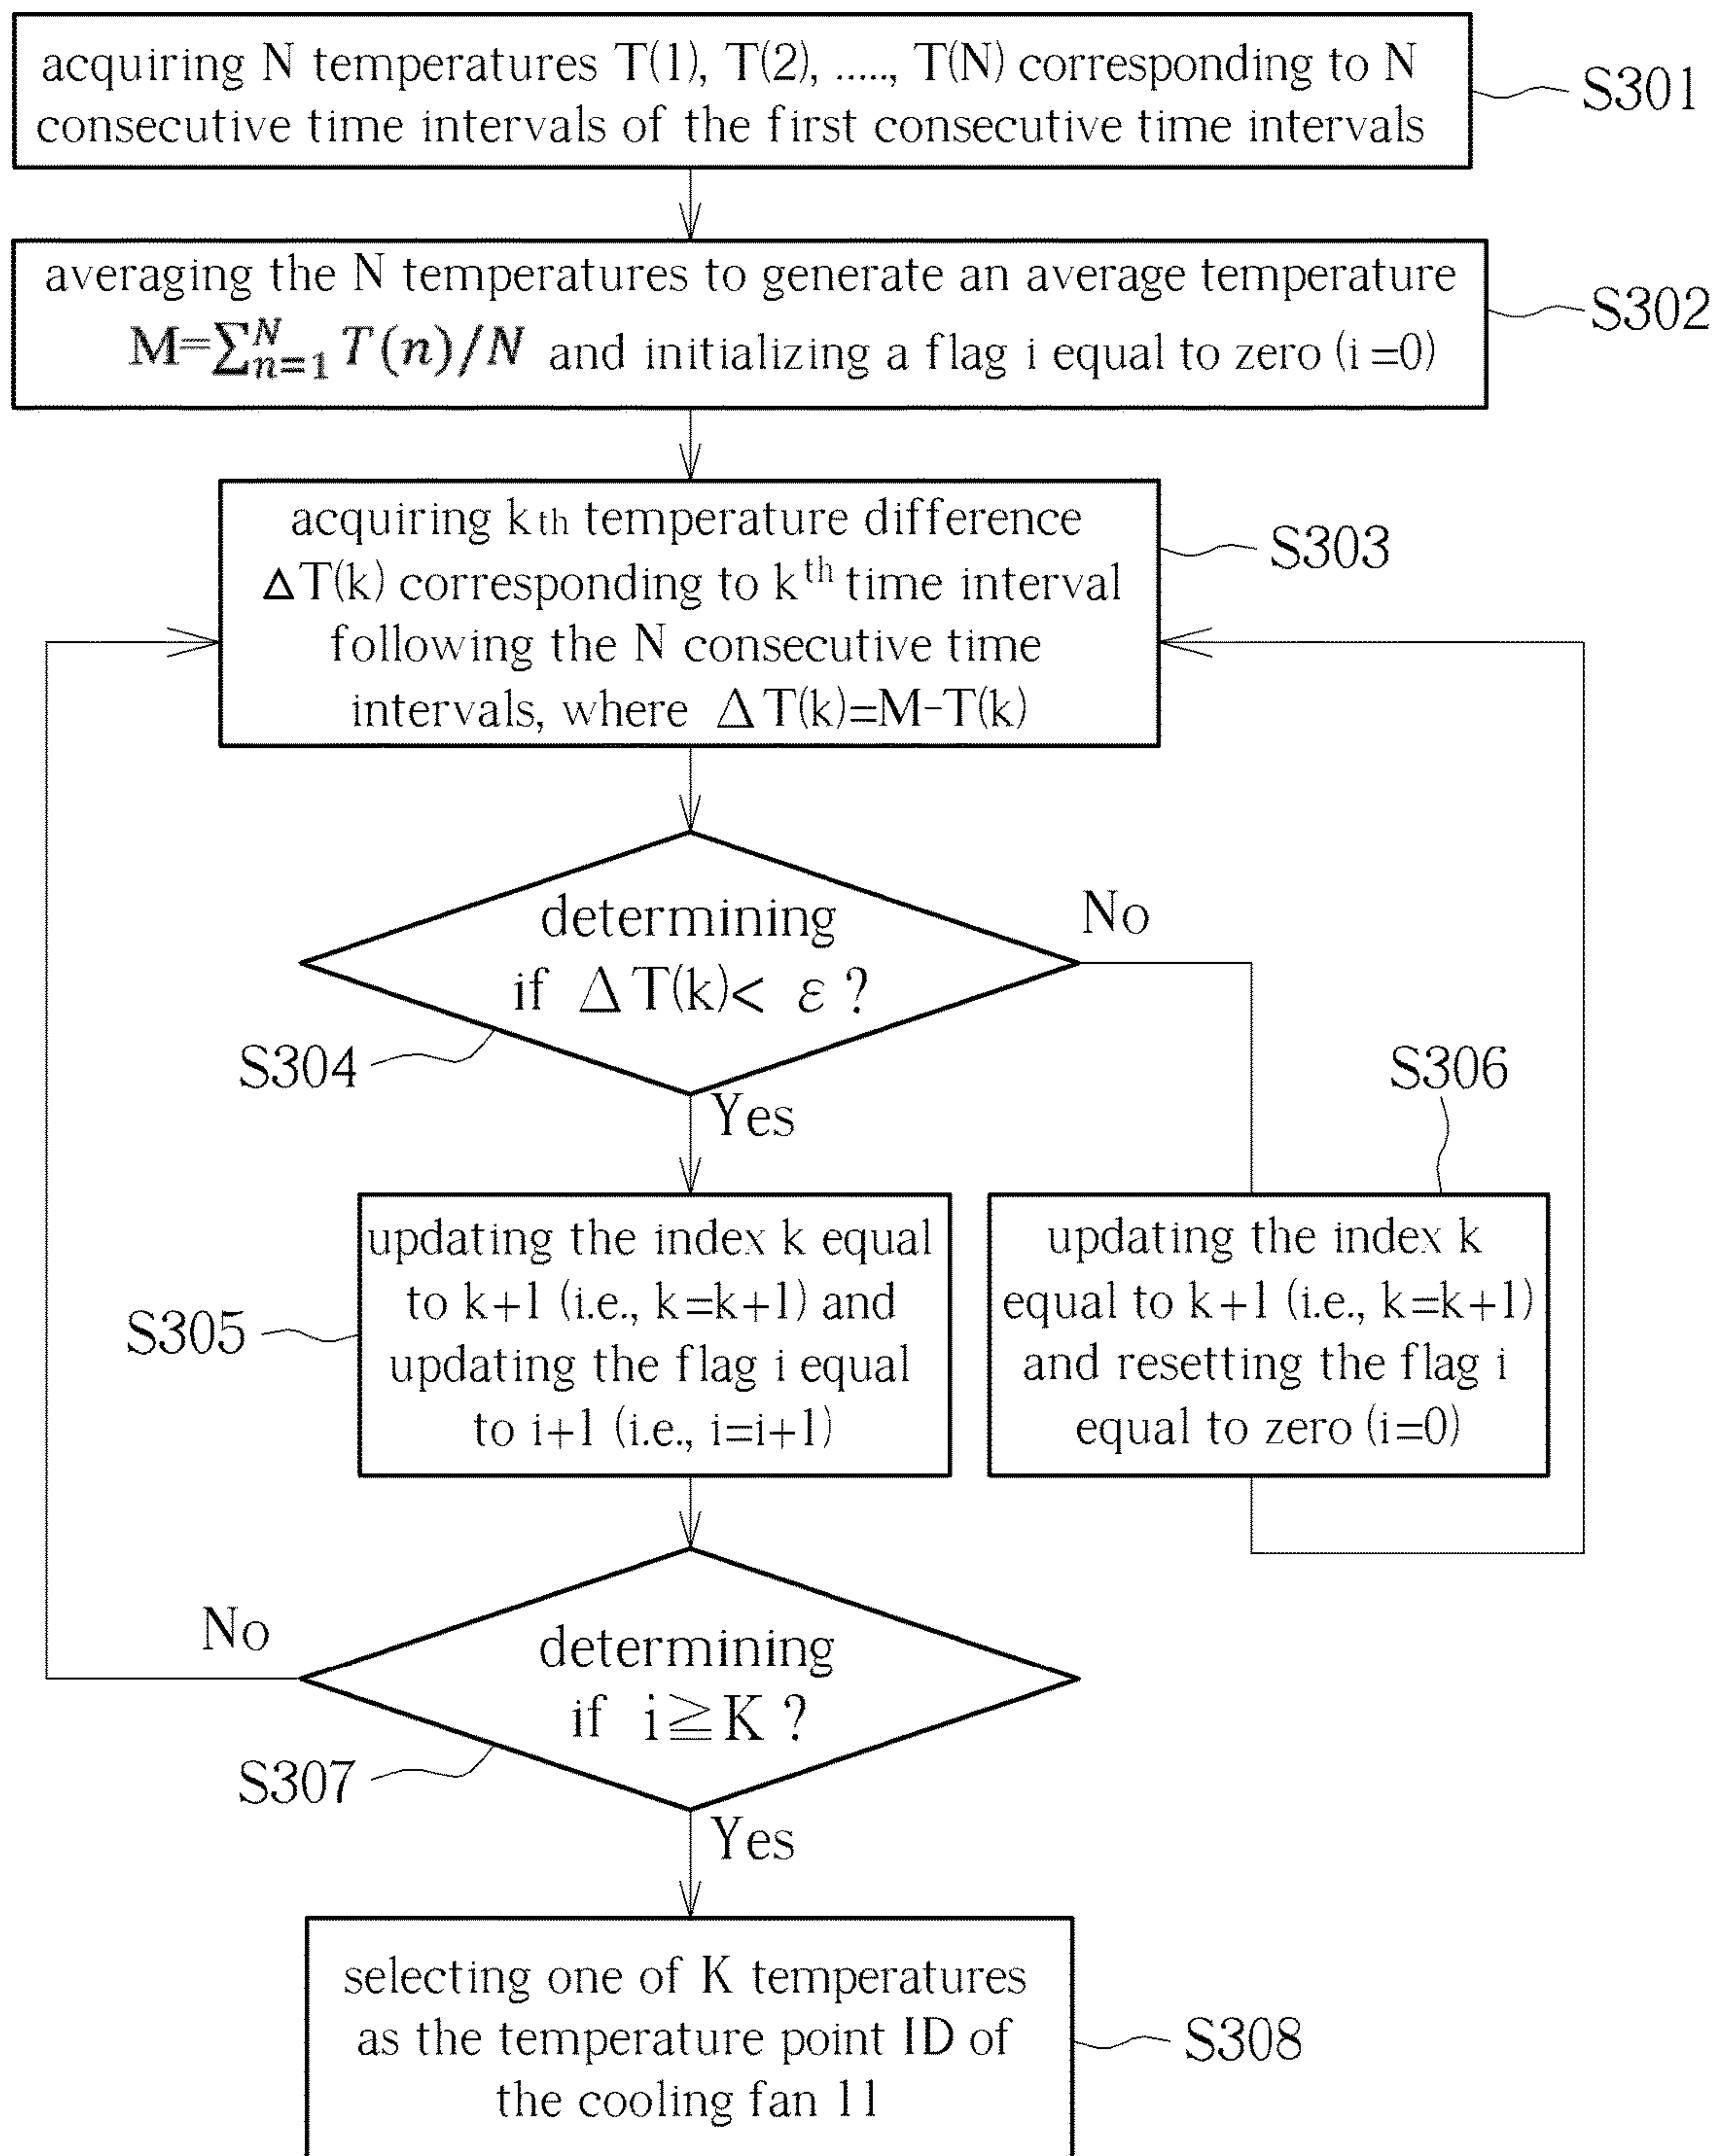 acquiring N temperatures T(1), T(2), ....., T(N) corresponding to N
consecutive time intervals of the first consecutive time intervals
S301
averaging the N temperatures to generate an average temperature
M=∑ⁿ₌₁ᴺ T(n)/N and initializing a flag i equal to zero (i =0)
S302
acquiring kth temperature difference
ΔT(k) corresponding to kᵗʰ time interval
following the N consecutive time
intervals, where ΔT(k)=M-T(k)
S303
determining
if ΔT(k)< ε ?
No
S304
Yes
S306
updating the index k equal
to k+1 (i.e., k=k+1) and
updating the flag i equal
to i+1 (i.e., i=i+1)
S305
updating the index k
equal to k+1 (i.e., k=k+1)
and resetting the flag i
equal to zero (i=0)
No
determining
if i≧K ?
S307
Yes
selecting one of K temperatures
as the temperature point ID of
the cooling fan 11
S308